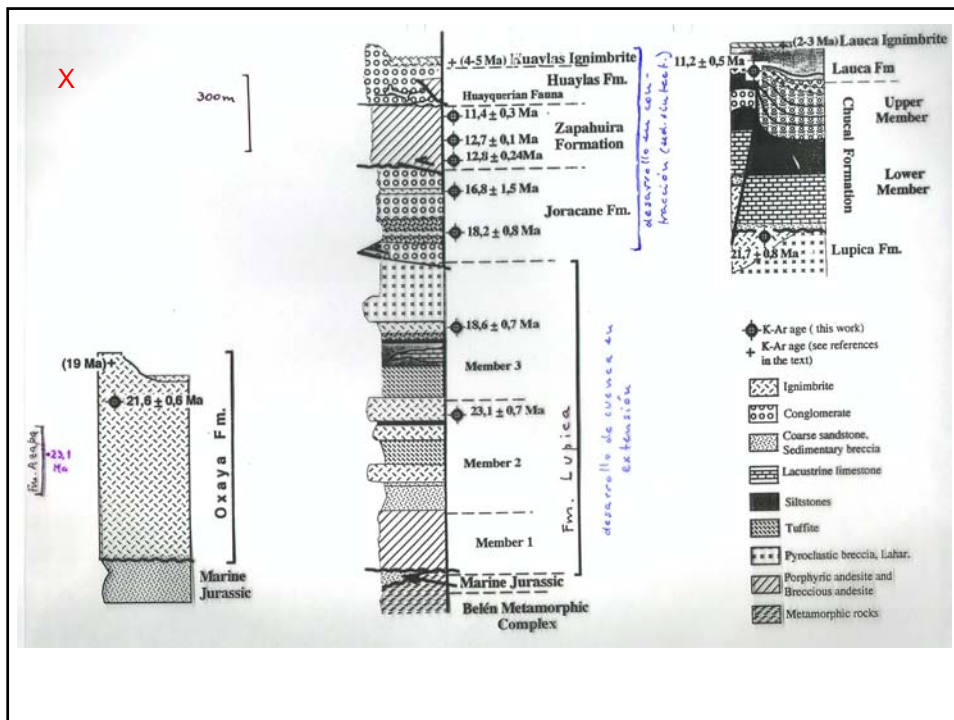 X
300m
(4-5 Ma) Huaylas Ignimbrite
Huaylas Fm.
Huayquerian Fauna
11,4 ± 0,3 Ma
12,7 ± 0,1 Ma
12,8 ± 0,24Ma
Zapahuira
Formation
16,8 ± 1,5 Ma
Joracane Fm.
18,2 ± 0,8 Ma
desarrollo en con-
tracción (sed. sintect.)
18,6 ± 0,7 Ma
Member 3
23,1 ± 0,7 Ma
Member 2
Member 1
Fm. Lupica
desarrollo de cuenca en
extensión
Marine Jurassic
Belén Metamorphic
Complex
(19 Ma)
21,6 ± 0,6 Ma
Oxaya Fm.
Fm. Azapa
23,1
Ma
Marine
Jurassic
(2-3 Ma) Lauca Ignimbrite
11,2 ± 0,5 Ma
Lauca Fm
Upper
Member
Chucal Formation
Lower
Member
Lupica Fm.
21,7 ± 0,8 Ma
K-Ar age ( this work)
K-Ar age (see references
in the text)
Ignimbrite
Conglomerate
Coarse sandstone,
Sedimentary breccia
Lacustrine limestone
Siltstones
Tuffite
Pyroclastic breccia, Lahar.
Porphyric andesite and
Breccious andesite
Metamorphic rocks